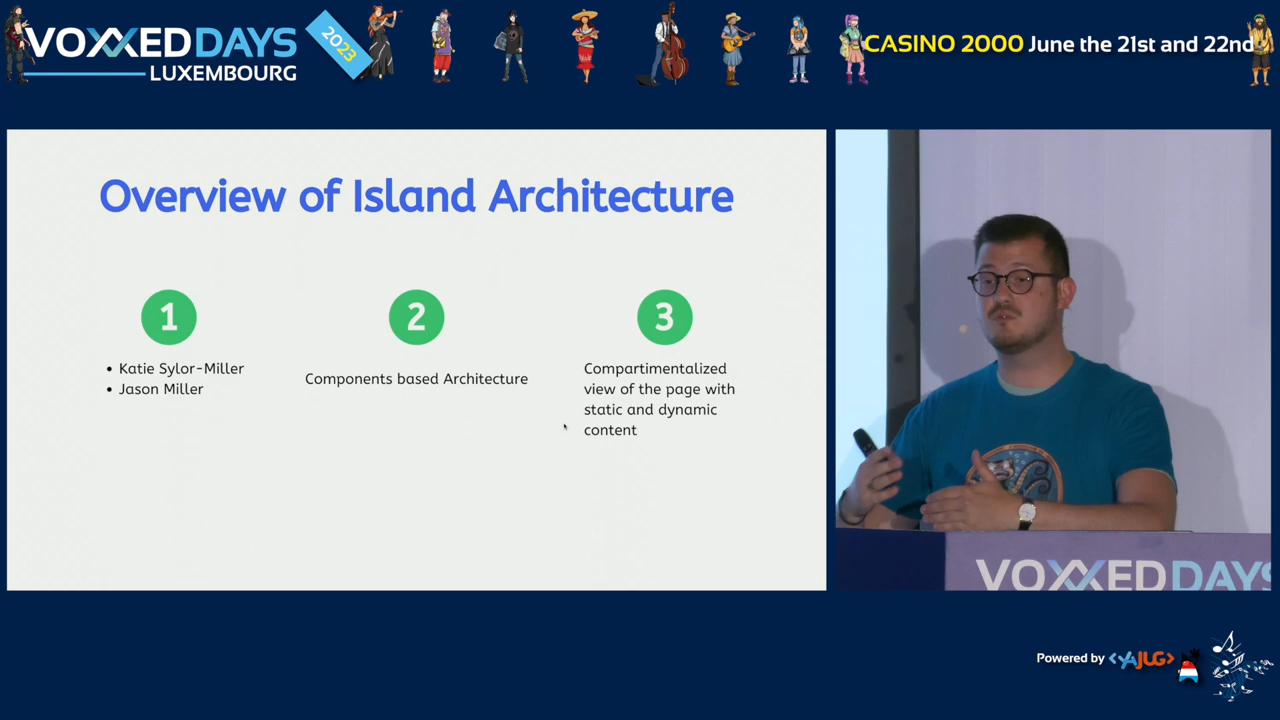 VOXXED DAYS
LUXEMBOURG
2023
CASINO 2000 June the 21st and 22nd
Overview of Island Architecture
1
• Katie Sylor-Miller
• Jason Miller
2
Components based Architecture
3
Compartimentalized
view of the page with
static and dynamic
content
VOXXED DAYS
Powered by <YAJUG>